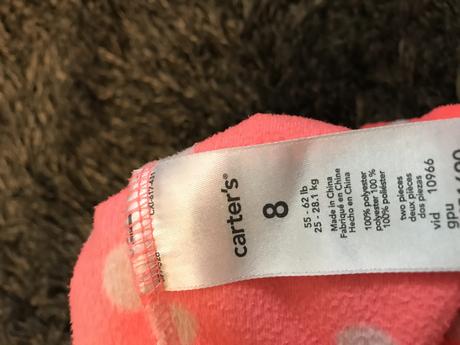 carter's®
8
55 - 62 lb
25 - 28.1 kg
Made in China
Fabriqué en Chine
Hecho en China
100% polyester
polyester 100 %
100% poliéster
two pieces
deux pièces
dos piezas
vid 10966
gpu